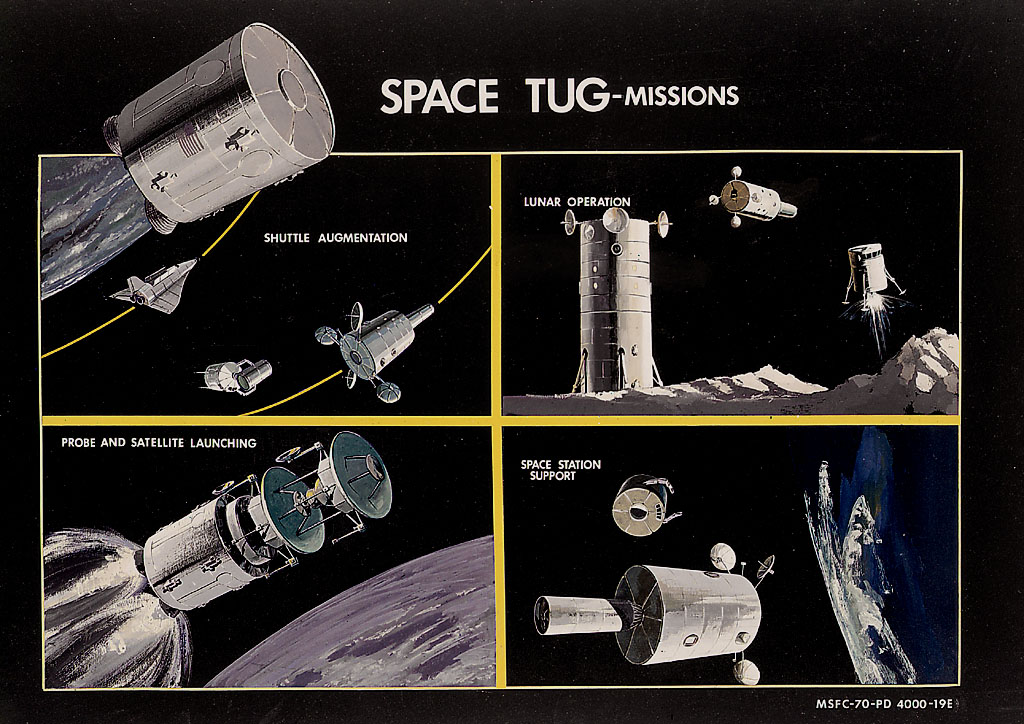 SPACE TUG-MISSIONS
SHUTTLE AUGMENTATION
LUNAR OPERATION
PROBE AND SATELLITE LAUNCHING
SPACE STATION
SUPPORT
MSFC-70-PD 4000-19E